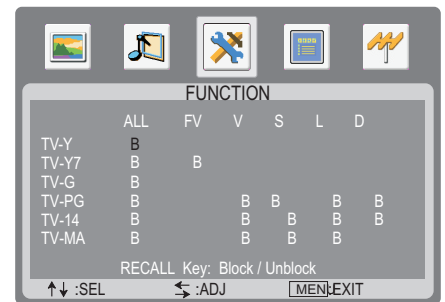 FUNCTION
ALL FV V S L D
TV-Y B
TV-Y7 B B
TV-G B
TV-PG B B B B B
TV-14 B B B B B
TV-MA B B B B
RECALL Key: Block / Unblock
↑↓ :SEL ⇆ :ADJ MEN:EXIT